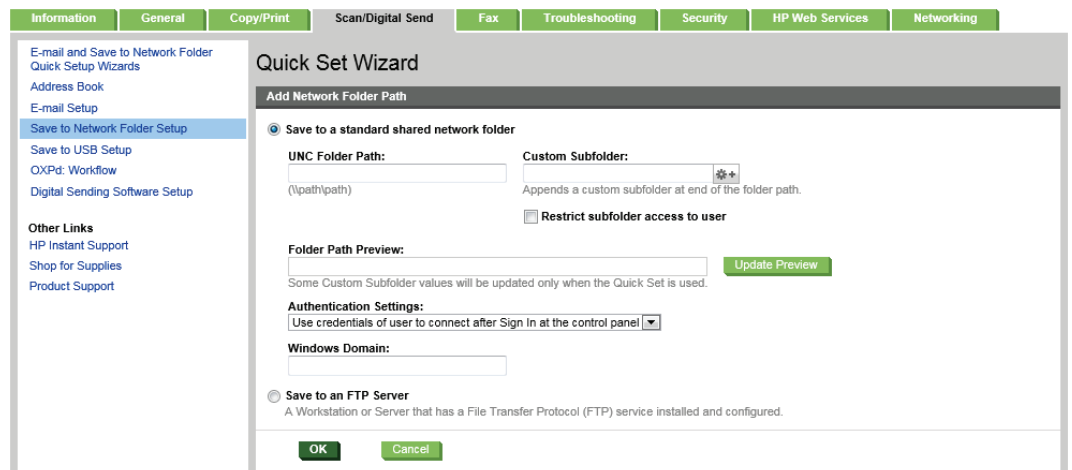 Information General Copy/Print Scan/Digital Send Fax Troubleshooting Security HP Web Services Networking
E-mail and Save to Network Folder
Quick Setup Wizards
Address Book
E-mail Setup
Save to Network Folder Setup
Save to USB Setup
OXPd: Workflow
Digital Sending Software Setup
Other Links
HP Instant Support
Shop for Supplies
Product Support
Quick Set Wizard
Add Network Folder Path
Save to a standard shared network folder
UNC Folder Path: Custom Subfolder:
(\\path\path) Appends a custom subfolder at end of the folder path.
Restrict subfolder access to user
Folder Path Preview:
Update Preview
Some Custom Subfolder values will be updated only when the Quick Set is used.
Authentication Settings:
Use credentials of user to connect after Sign In at the control panel
Windows Domain:
Save to an FTP Server
A Workstation or Server that has a File Transfer Protocol (FTP) service installed and configured.
OK Cancel